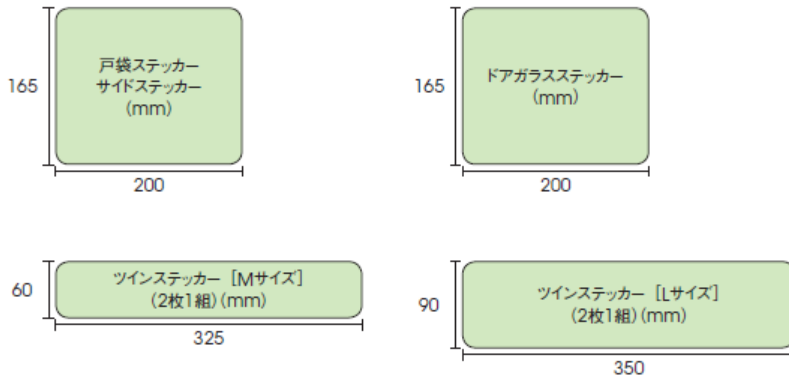 165
戸袋ステッカー
サイドステッカー
(mm)
200
165
ドアガラスステッカー
(mm)
200
60
ツインステッカー [Mサイズ]
(2枚1組)(mm)
325
90
ツインステッカー [Lサイズ]
(2枚1組)(mm)
350